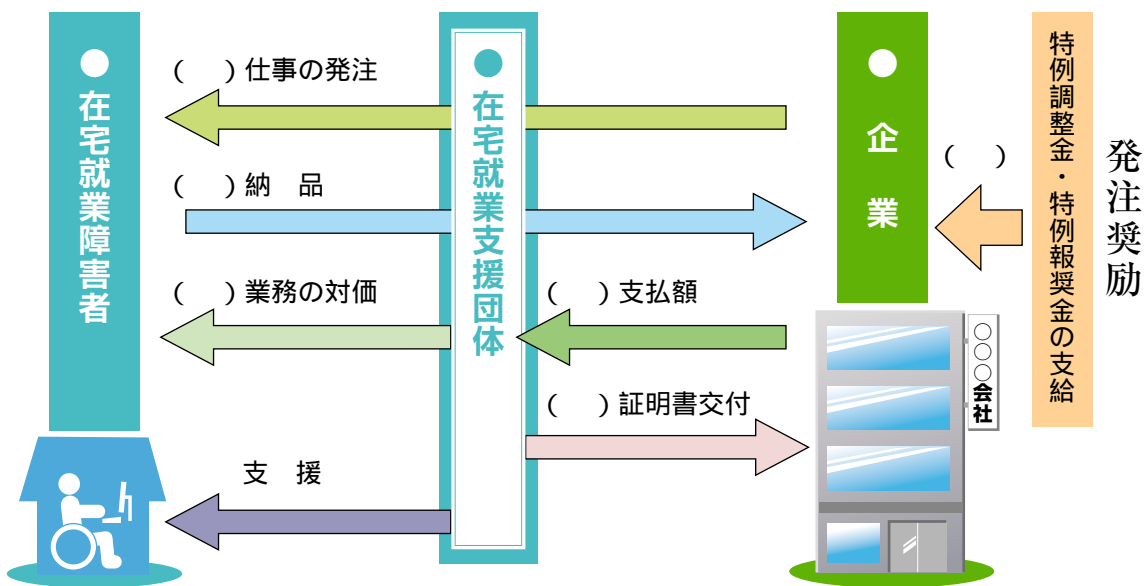 ● 在宅就業障害者
● 在宅就業支援団体
● 企業
特例調整金・特例報奨金の支給
発注奨励
(　)仕事の発注
(　)
(　)納　品
(　)業務の対価
(　)支払額
(　)証明書交付
支　援
〇〇〇会社